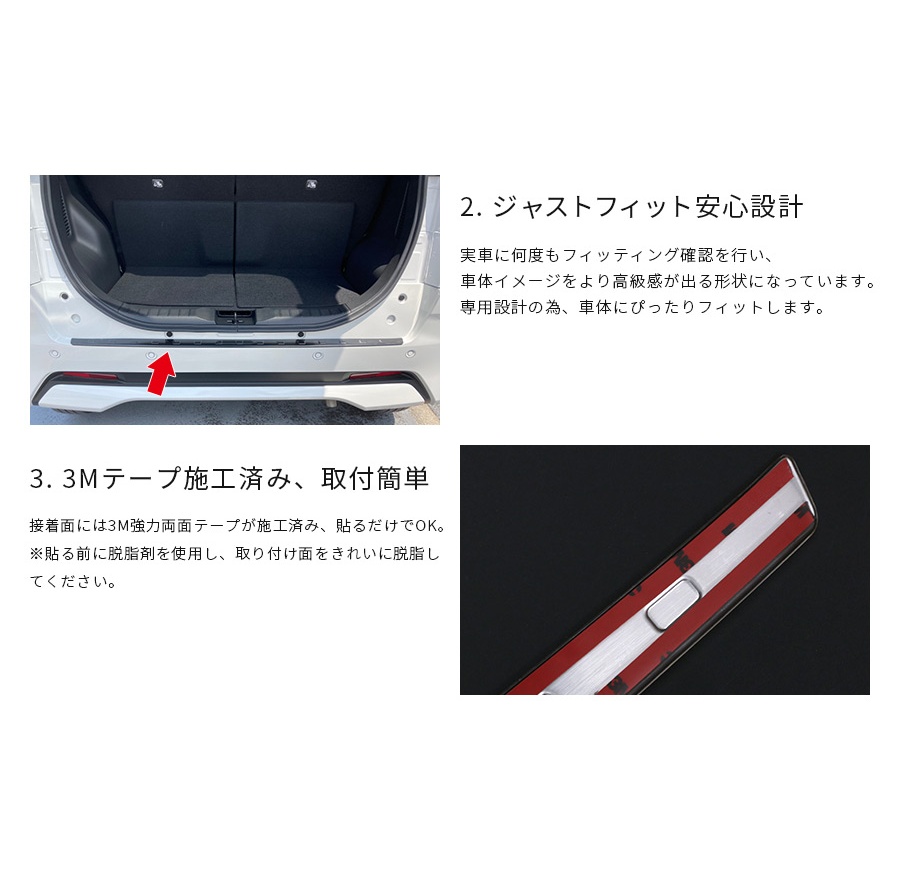 2. ジャストフィット安心設計
実車に何度もフィッティング確認を行い、
車体イメージをより高級感が出る形状になっています。
専用設計の為、車体にぴったりフィットします。
3. 3Mテープ施工済み、取付簡単
接着面には3M強力両面テープが施工済み、貼るだけでOK。
※貼る前に脱脂剤を使用し、取り付け面をきれいに脱脂し
てください。